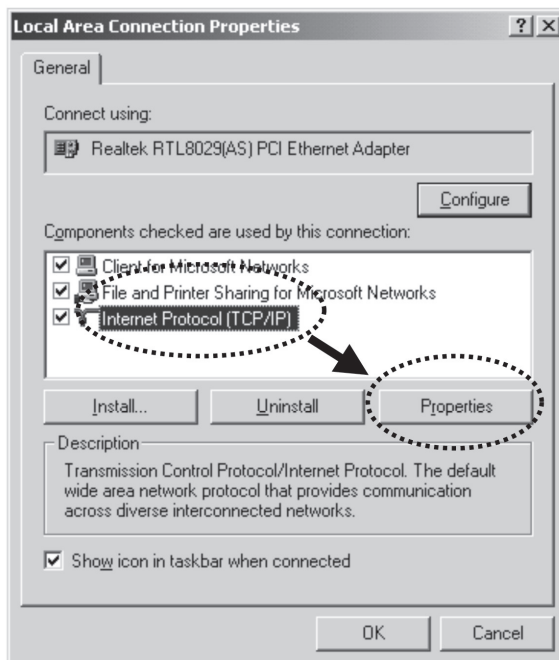 Local Area Connection Properties
General
Connect using:
Realtek RTL8029(AS) PCI Ethernet Adapter
Configure
Components checked are used by this connection:
Client for Microsoft Networks
File and Printer Sharing for Microsoft Networks
Internet Protocol (TCP/IP)
Install... Uninstall Properties
Description
Transmission Control Protocol/Internet Protocol. The default
wide area network protocol that provides communication
across diverse interconnected networks.
Show icon in taskbar when connected
OK Cancel